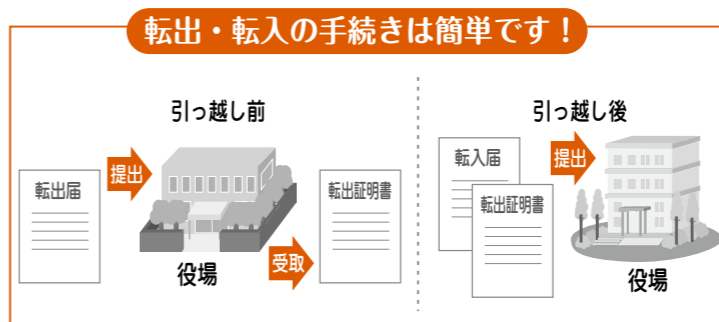 転出・転入の手続きは簡単です！
引っ越し前
転出届
提出
役場
受取
転出証明書
引っ越し後
転入届
転出証明書
提出
役場